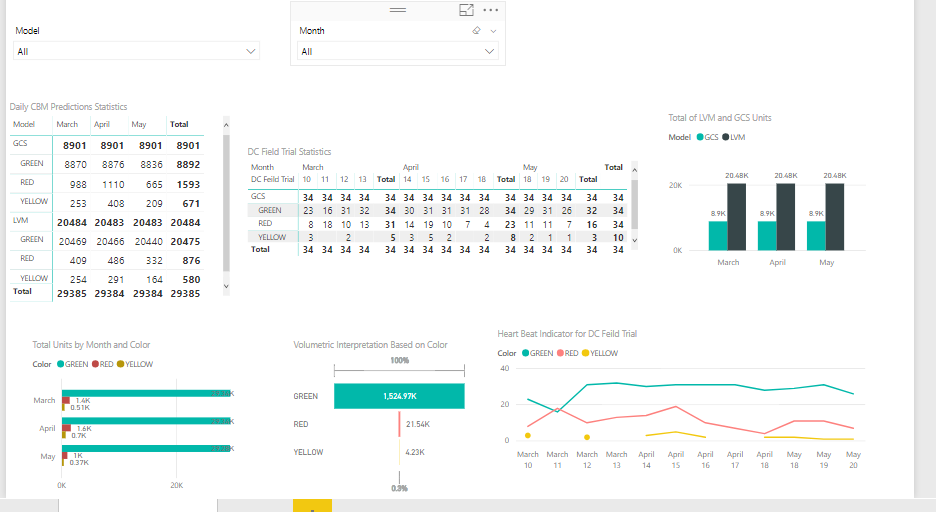 Model
Month
All
All
Daily CBM Predictions Statistics
Model March April May Total
GCS 8901 8901 8901 8901
GREEN 8870 8876 8836 8892
RED 988 1110 665 1593
YELLOW 253 408 209 671
LVM 20484 20483 20483 20484
GREEN 20469 20466 20440 20475
RED 409 486 332 876
YELLOW 254 291 164 580
Total 29385 29384 29384 29385
DC Field Trial Statistics
Month March April May Total
DC Feild Trial 10 11 12 13 Total 14 15 16 17 18 Total 18 19 20 Total
GCS 34 34 34 34 34 34 34 34 34 34 34 34 34 34 34 34
GREEN 23 16 31 32 34 30 31 31 31 28 34 29 31 26 32 34
RED 8 18 10 13 31 14 19 10 7 4 23 11 11 7 16 34
YELLOW 3 2 5 3 5 2 2 8 2 1 1 3 10
Total 34 34 34 34 34 34 34 34 34 34 34 34 34 34 34 34
Total of LVM and GCS Units
Model GCS LVM
20K
0K
20.48K 20.48K 20.48K
8.9K 8.9K 8.9K
March April May
Total Units by Month and Color
Color GREEN RED YELLOW
March
1.4K
0.51K
April
1.6K
0.7K
May
1K
0.37K
0K 20K
Volumetric Interpretation Based on Color
100%
GREEN 1,524.97K
RED 21.54K
YELLOW 4.23K
0.3%
Heart Beat Indicator for DC Feild Trial
Color GREEN RED YELLOW
40
20
0
March March March March April April April April April May May May
10 11 12 13 14 15 16 17 18 18 19 20